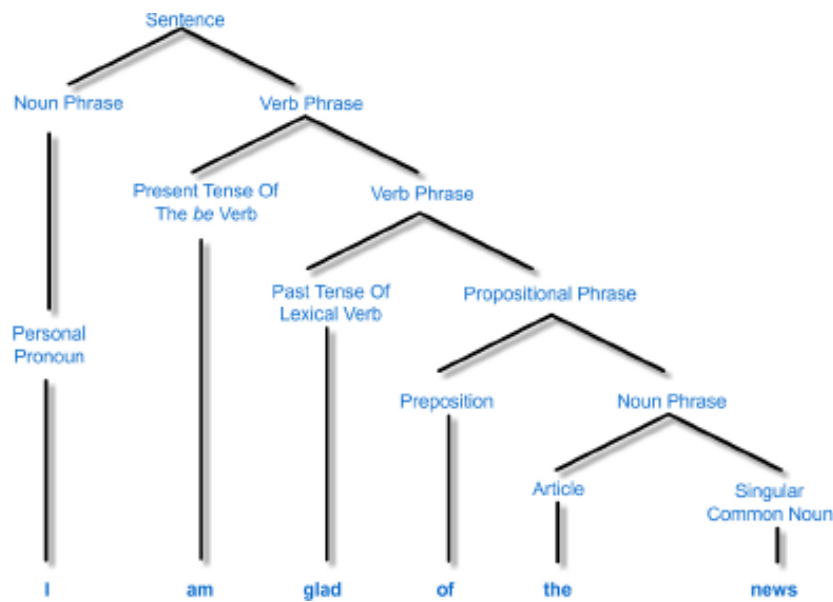 Sentence
Noun Phrase
Verb Phrase
Present Tense Of
The be Verb
Verb Phrase
Past Tense Of
Lexical Verb
Propositional Phrase
Personal
Pronoun
Preposition
Noun Phrase
Article
Singular
Common Noun
I am glad of the news